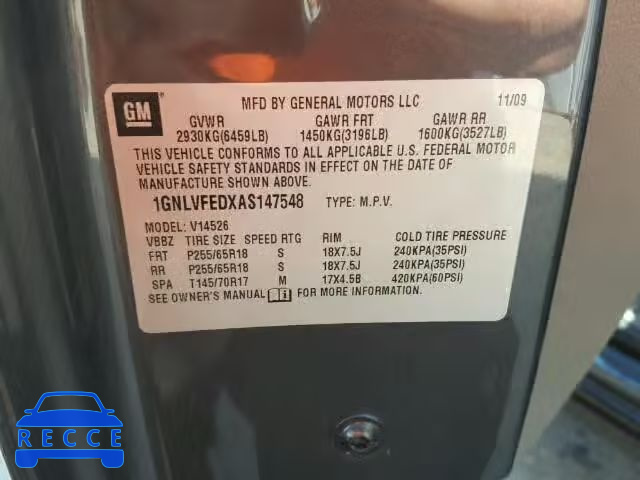 GM
MFD BY GENERAL MOTORS LLC 11/09
GVWR GAWR FRT GAWR RR
2930KG(6459LB) 1450KG(3196LB) 1600KG(3527LB)
THIS VEHICLE CONFORMS TO ALL APPLICABLE U.S. FEDERAL MOTOR
VEHICLE SAFETY STANDARDS IN EFFECT ON THE DATE OF
MANUFACTURE SHOWN ABOVE.
1GNLVFEDXAS147548 TYPE: M.P.V.
MODEL: V14526
VBBZ TIRE SIZE SPEED RTG RIM COLD TIRE PRESSURE
FRT P255/65R18 S 18X7.5J 240KPA(35PSI)
RR P255/65R18 S 18X7.5J 240KPA(35PSI)
SPA T145/70R17 M 17X4.5B 420KPA(60PSI)
SEE OWNER'S MANUAL FOR MORE INFORMATION.
RECCE